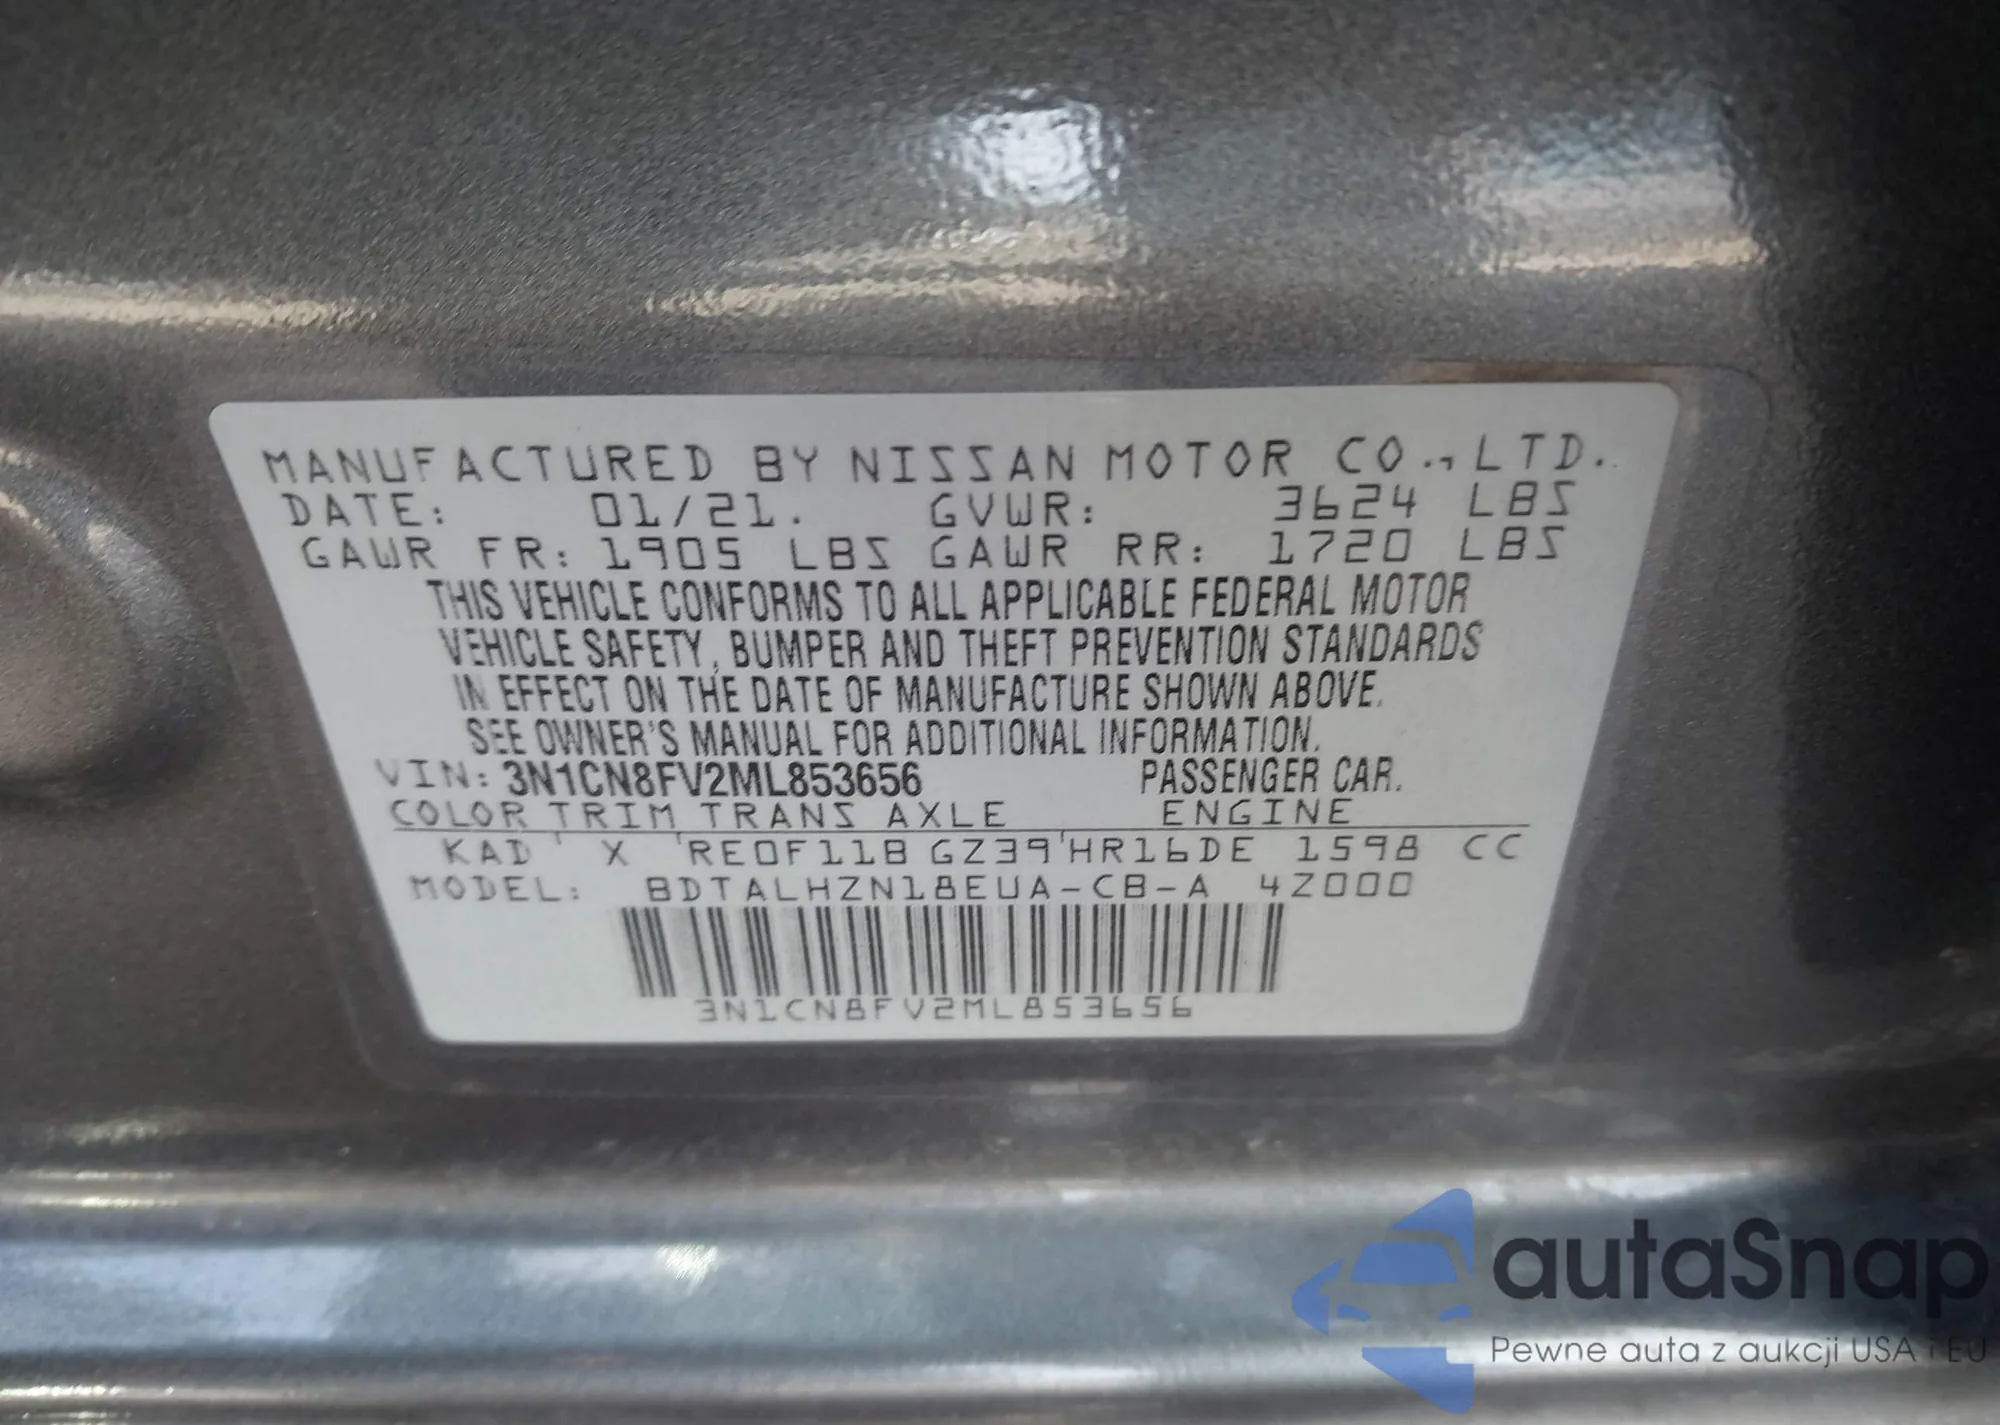 MANUFACTURED BY NISSAN MOTOR CO., LTD.
DATE: 01/21. GVWR: 3624 LBS
GAWR FR: 1905 LBS GAWR RR: 1720 LBS
THIS VEHICLE CONFORMS TO ALL APPLICABLE FEDERAL MOTOR
VEHICLE SAFETY, BUMPER AND THEFT PREVENTION STANDARDS
IN EFFECT ON THE DATE OF MANUFACTURE SHOWN ABOVE.
SEE OWNER'S MANUAL FOR ADDITIONAL INFORMATION.
VIN: 3N1CN8FV2ML853656 PASSENGER CAR.
COLOR TRIM TRANS AXLE ENGINE
KAD X RE0F11B GZ39 HR16DE 1598 CC
MODEL: BDTALHZN18EUA-CB-A 4Z000
3N1CN8FV2ML853656
autaSnap
Pewne auta z aukcji USA i EU